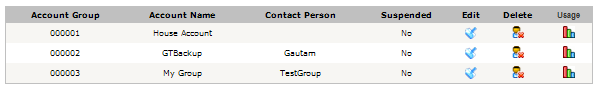 Account Group Account Name Contact Person Suspended Edit Delete Usage
000001 House Account No
000002 GTBackup Gautam No
000003 My Group TestGroup No